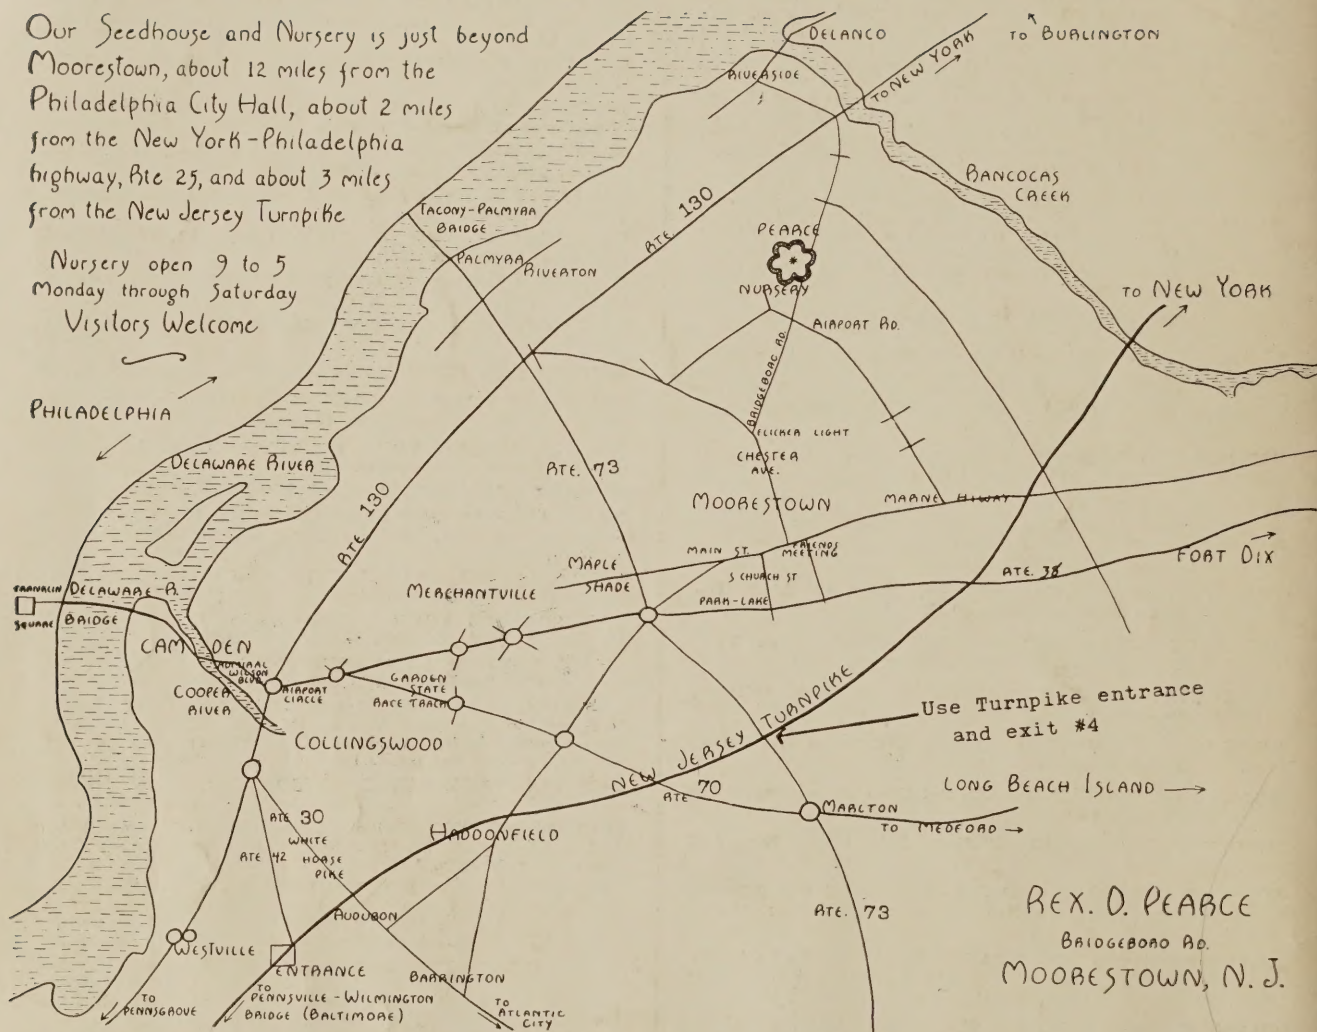 Our Seedhouse and Nursery is just beyond
Moorestown, about 12 miles from the
Philadelphia City Hall, about 2 miles
from the New York-Philadelphia
highway, Rte 25, and about 3 miles
from the New Jersey Turnpike
Nursery open 9 to 5
Monday through Saturday
Visitors Welcome
PHILADELPHIA
DELANCO
TO BURLINGTON
RIVERSIDE
TO NEW YORK
RANCOCAS
CREEK
TACONY-PALMYRA
BRIDGE
PALMYRA
RIVERTON
RTE. 130
PEARCE
NURSERY
AIRPORT RD.
BRIDGEBORO RD
TO NEW YORK
FLICKER LIGHT
CHESTER
AVE.
DELAWARE RIVER
RTE. 73
RTE 130
MOORESTOWN
MARNE HIWAY
MAIN ST.
FRIENDS
MEETING
MAPLE
SHADE
S CHURCH ST
PARK-LAKE
RTE. 38
FORT DIX
MERCHANTVILLE
FRANKLIN
SQUARE
DELAWARE-R.
BRIDGE
CAMDEN
ADMIRAL
WILSON
BLVD.
COOPER
RIVER
AIRPORT
CIRCLE
GARDEN
STATE
RACE TRACK
COLLINGSWOOD
NEW JERSEY TURNPIKE
Use Turnpike entrance
and exit #4
RTE 70
LONG BEACH ISLAND
MARLTON
TO MEDFORD
RTE 30
WHITE
HORSE
PIKE
RTE 42
HADDONFIELD
AUDUBON
RTE. 73
WESTVILLE
ENTRANCE
BARRINGTON
TO
PENNSGROVE
TO
PENNSVILLE-WILMINGTON
BRIDGE (BALTIMORE)
TO
ATLANTIC
CITY
REX. D. PEARCE
BRIDGEBORO RD.
MOORESTOWN, N. J.